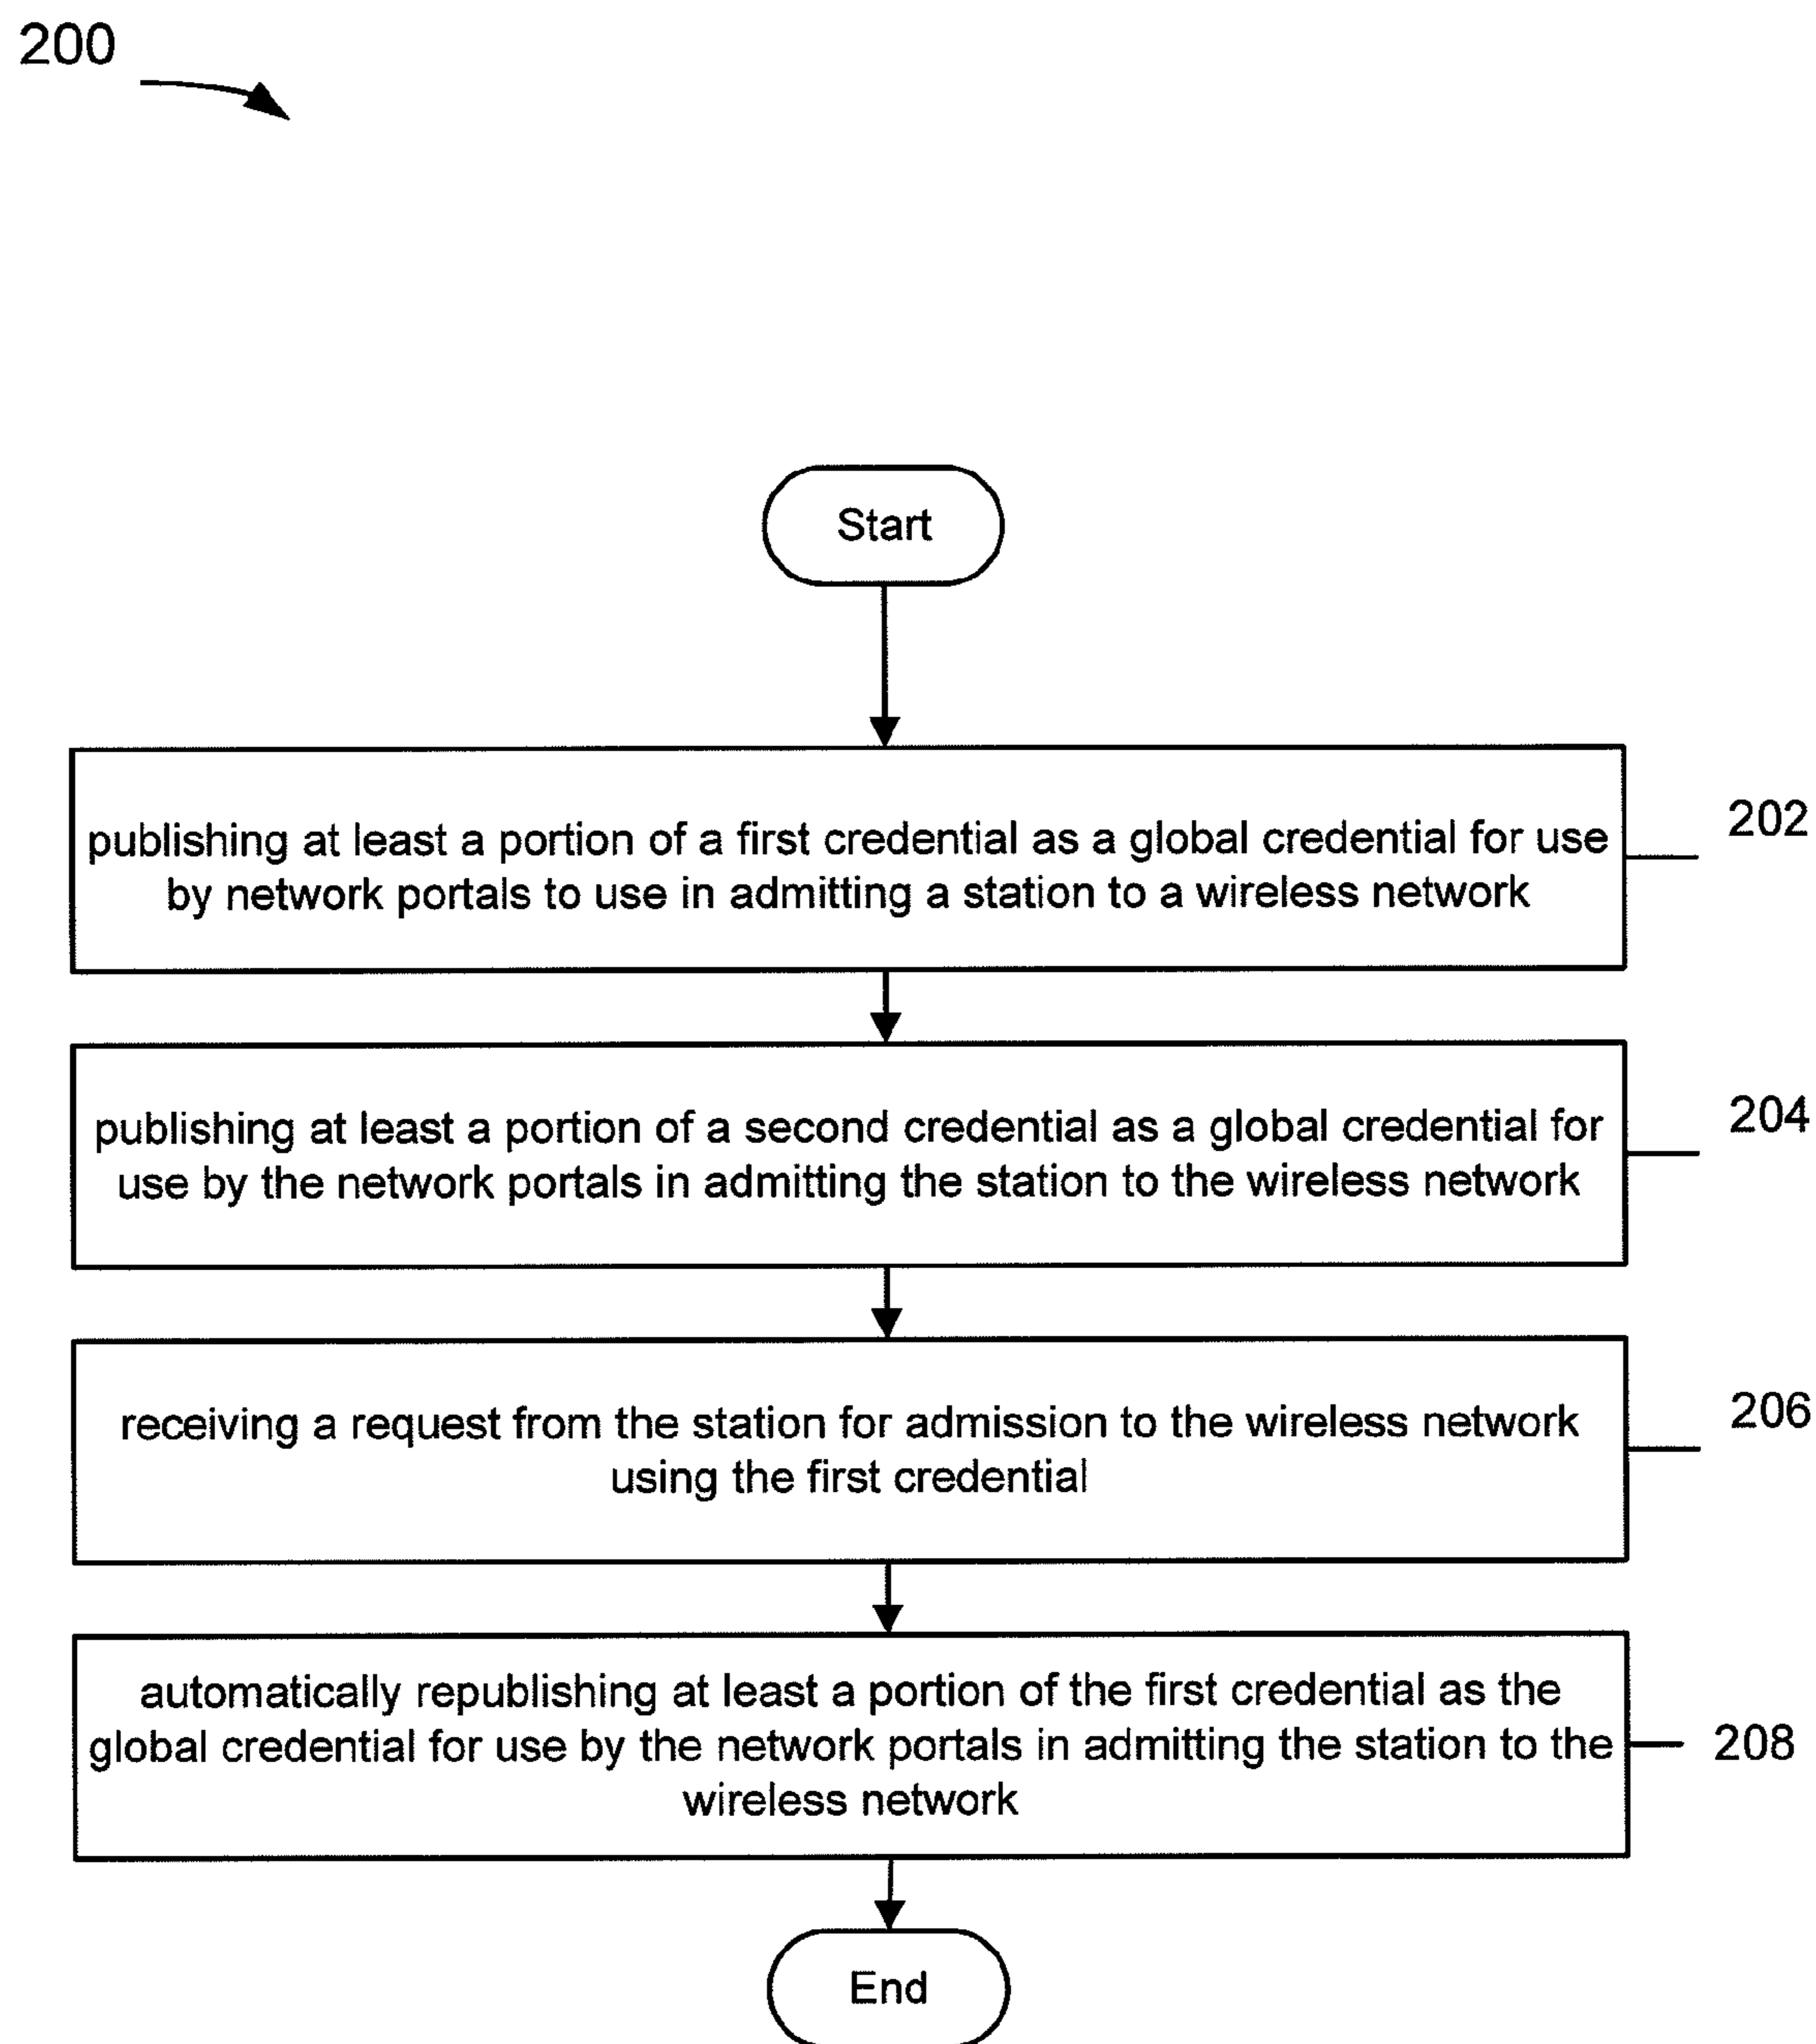 200
Start
publishing at least a portion of a first credential as a global credential for use
by network portals to use in admitting a station to a wireless network
202
publishing at least a portion of a second credential as a global credential for
use by the network portals in admitting the station to the wireless network
204
receiving a request from the station for admission to the wireless network
using the first credential
206
automatically republishing at least a portion of the first credential as the
global credential for use by the network portals in admitting the station to the
wireless network
208
End